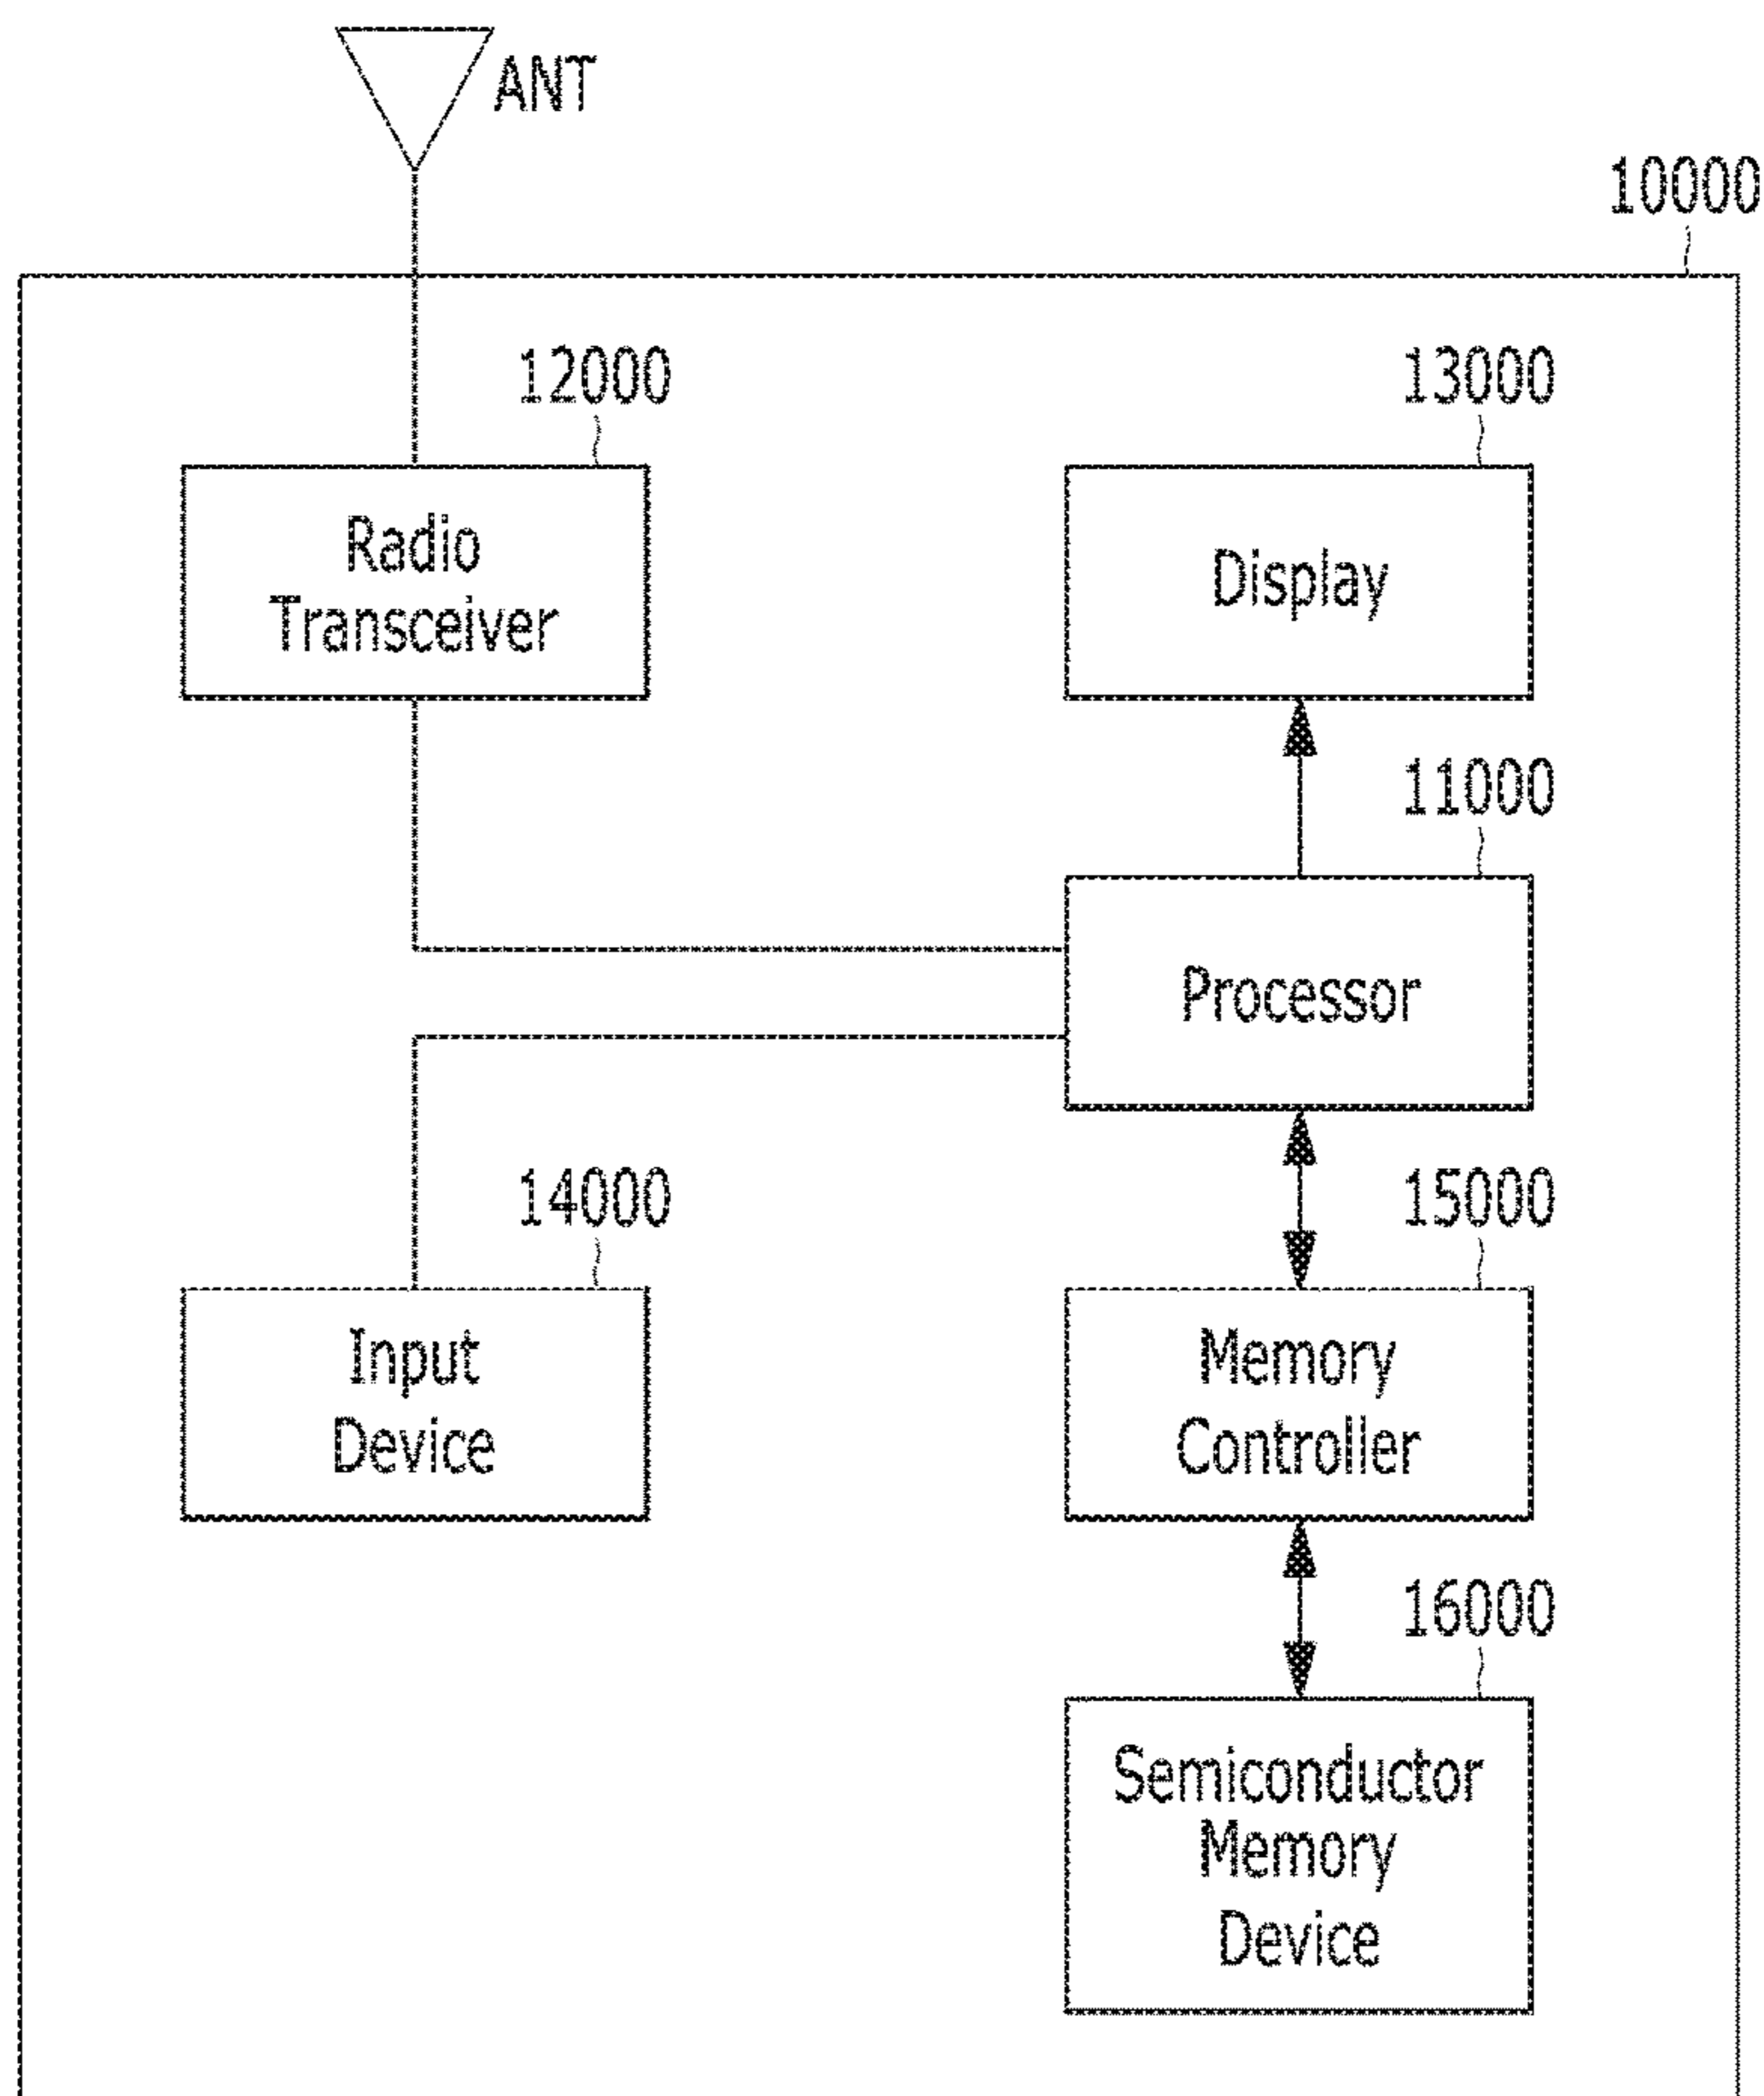 ANT
10000
12000
13000
Radio
Transceiver
Display
11000
Processor
14000
15000
Input
Device
Memory
Controller
16000
Semiconductor
Memory
Device